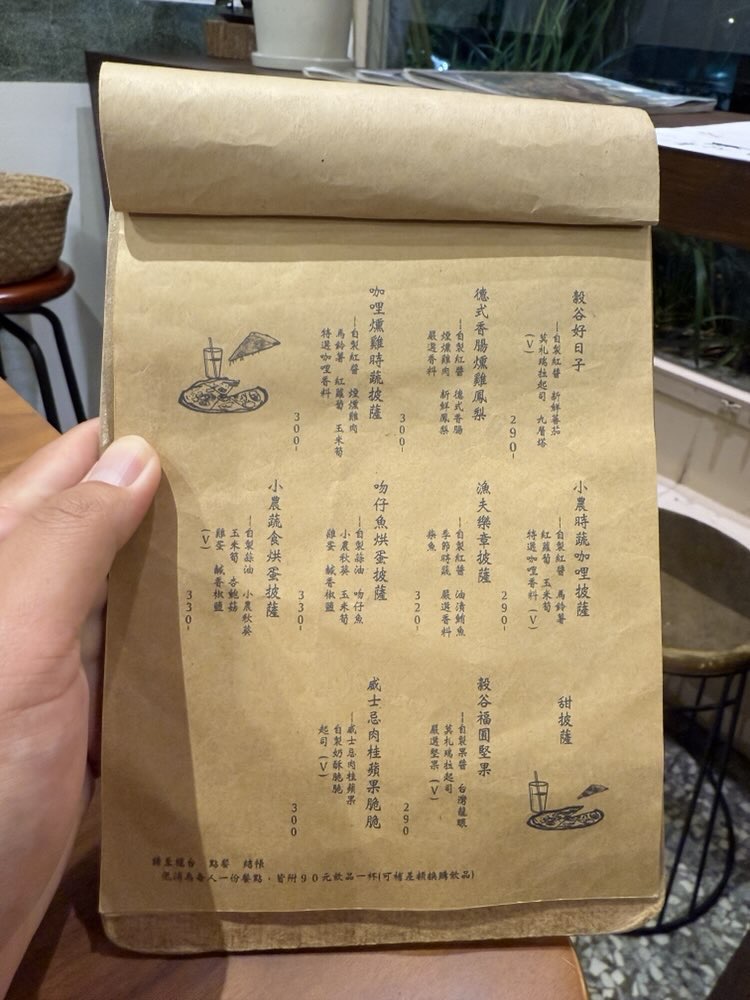 穀谷好日子
—自製紅醬 新鮮蕃茄
莫札瑞拉起司 九層塔
(V)
290-
德式香腸燻雞鳳梨
—自製紅醬 德式香腸
煙燻雞肉 新鮮鳳梨
嚴選香料
300-
咖哩燻雞時蔬披薩
—自製紅醬 煙燻雞肉
馬鈴薯 紅蘿蔔 玉米筍
特選咖哩香料
300-
小農時蔬咖哩披薩
—自製紅醬 馬鈴薯
紅蘿蔔 玉米筍
特選咖哩香料 (V)
290-
漁夫樂章披薩
—自製紅醬 油漬鮪魚
季節時蔬 嚴選香料
柴魚
320-
吻仔魚烘蛋披薩
—自製蒜油 吻仔魚
小農秋葵 玉米筍
雞蛋 鹹香椒鹽
330-
小農蔬食烘蛋披薩
—自製蒜油 小農秋葵
玉米筍 杏鮑菇
雞蛋 鹹香椒鹽
(V)
330-
甜披薩
穀谷福圓堅果
—自製果醬 台灣龍眼
莫札瑞拉起司
嚴選堅果 (V)
290
威士忌肉桂蘋果脆脆
—威士忌肉桂蘋果
自製奶酥脆脆
起司 (V)
300
請至櫃台 點餐 結帳
低消為每人一份餐點，皆附90元飲品一杯(可補差額換購飲品)